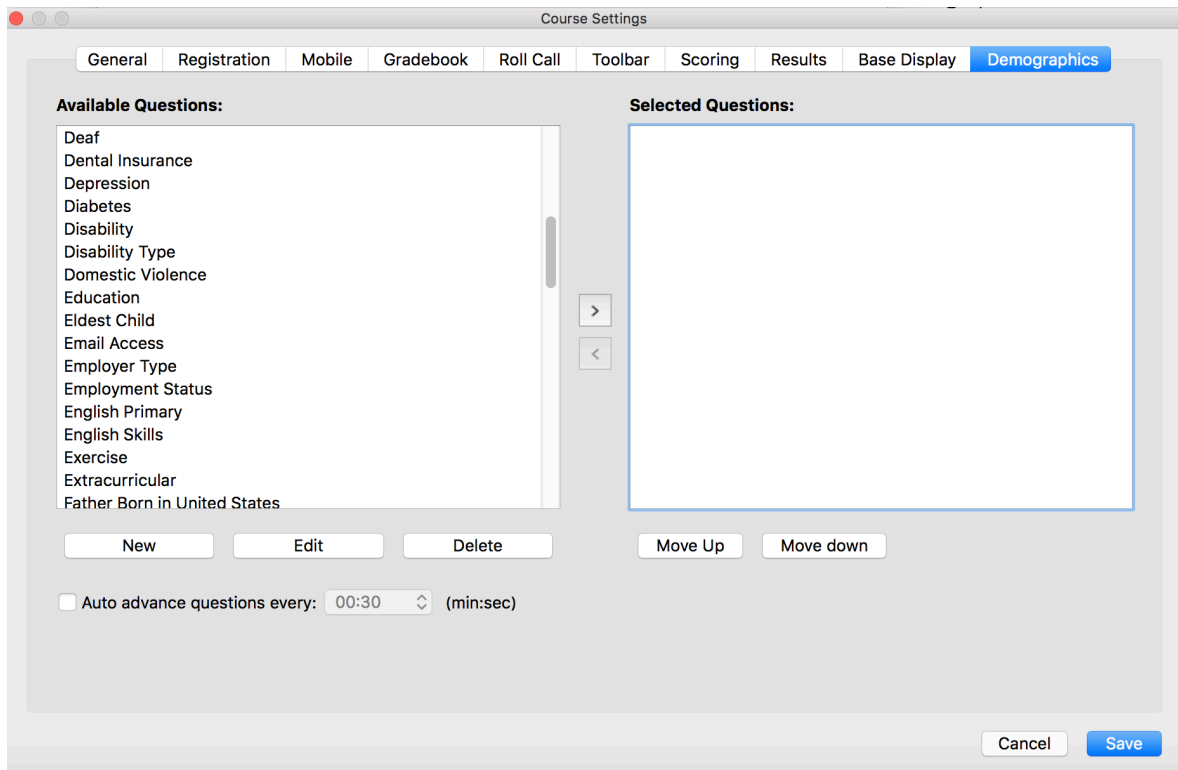 Course Settings
General Registration Mobile Gradebook Roll Call Toolbar Scoring Results Base Display Demographics
Available Questions:
Deaf
Dental Insurance
Depression
Diabetes
Disability
Disability Type
Domestic Violence
Education
Eldest Child
Email Access
Employer Type
Employment Status
English Primary
English Skills
Exercise
Extracurricular
Father Born in United States
New Edit Delete
Auto advance questions every: 00:30 (min:sec)
Selected Questions:
>
<
Move Up Move down
Cancel Save